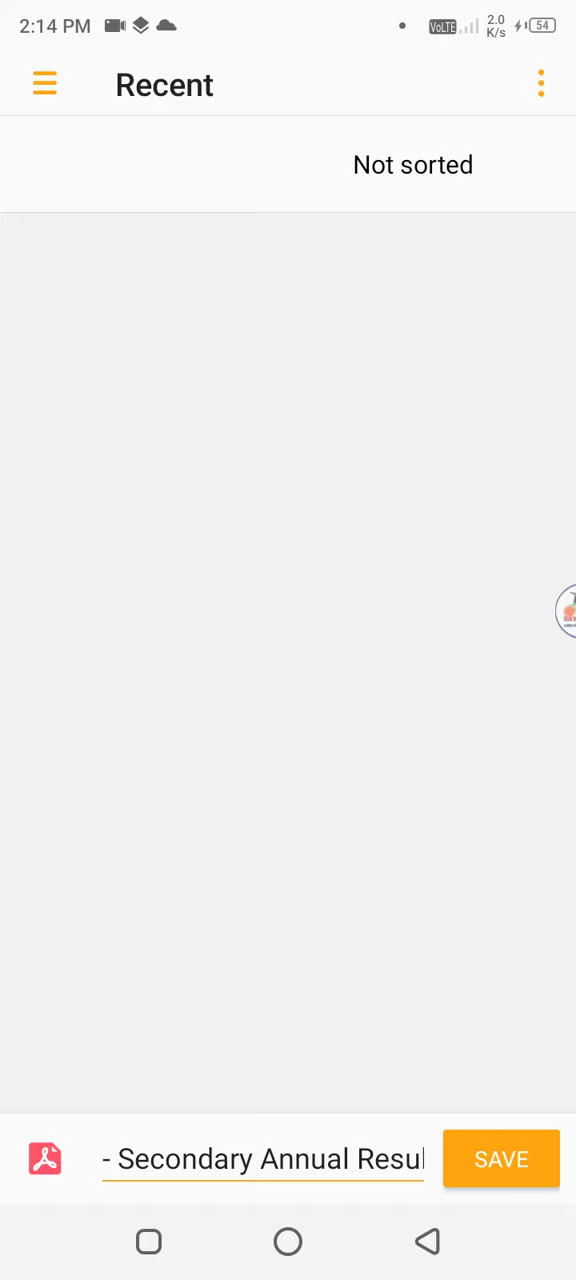 2:14 PM
VoLTE
2.0
K/s
54
Recent
Not sorted
- Secondary Annual Resul
SAVE